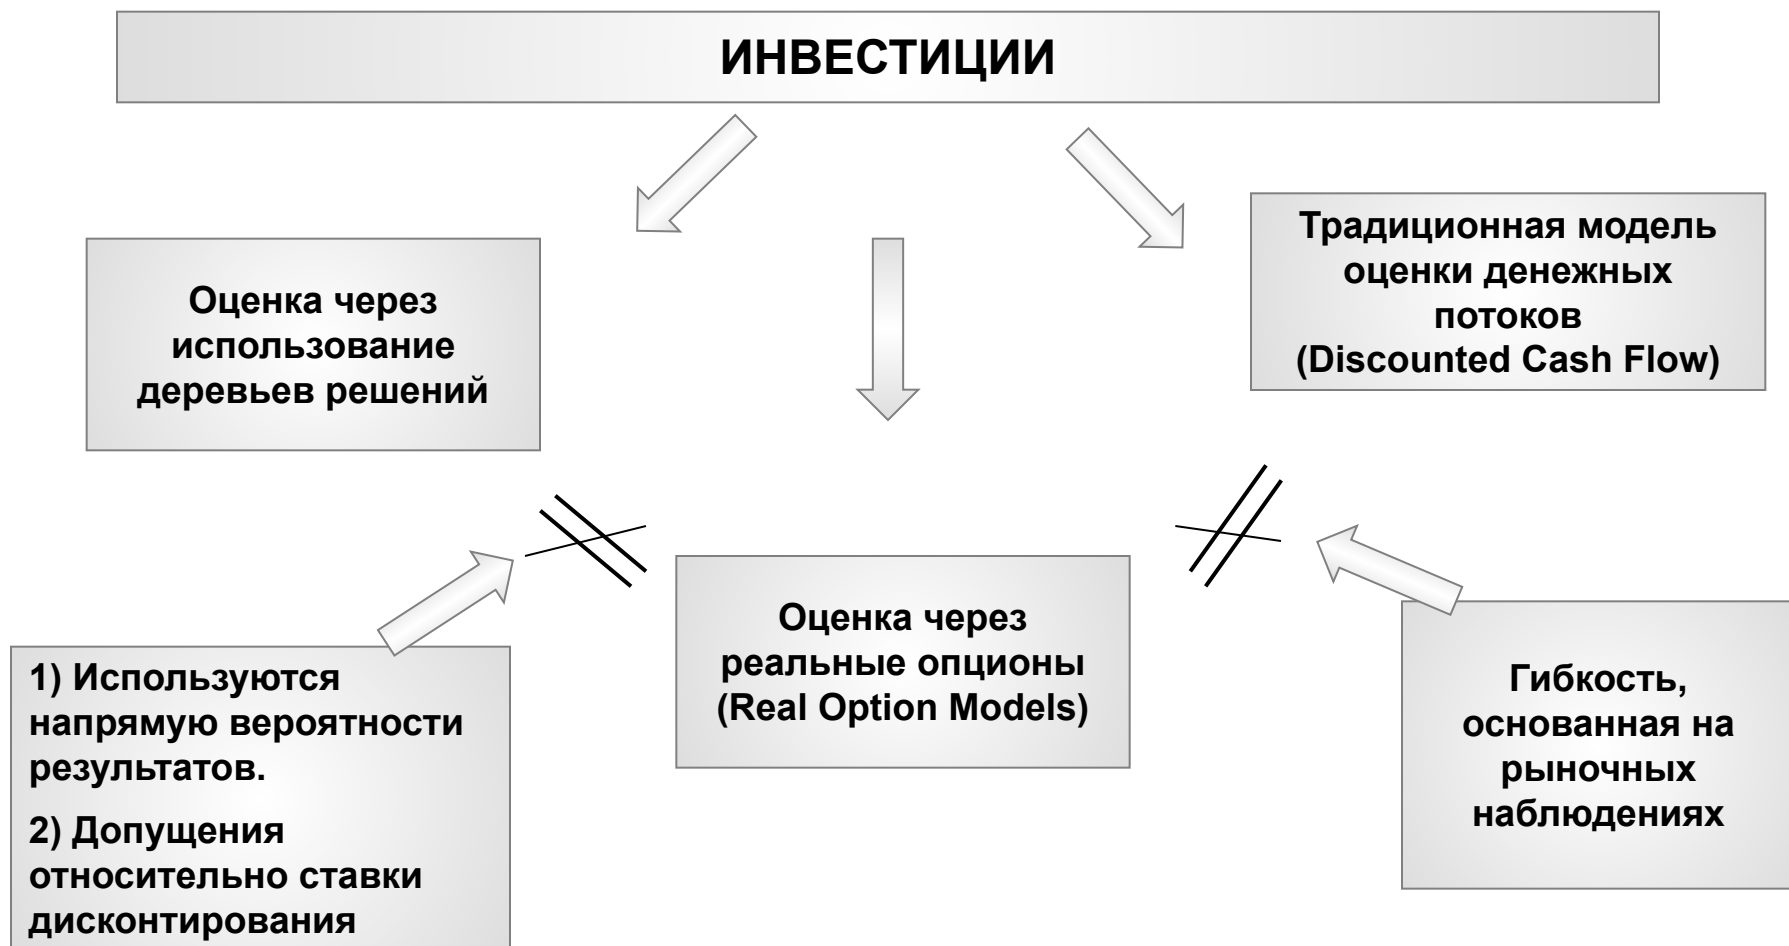 ИНВЕСТИЦИИ
Оценка через
использование
деревьев решений
Традиционная модель
оценки денежных
потоков
(Discounted Cash Flow)
Оценка через
реальные опционы
(Real Option Models)
1) Используются
напрямую вероятности
результатов.
2) Допущения
относительно ставки
дисконтирования
Гибкость,
основанная на
рыночных
наблюдениях